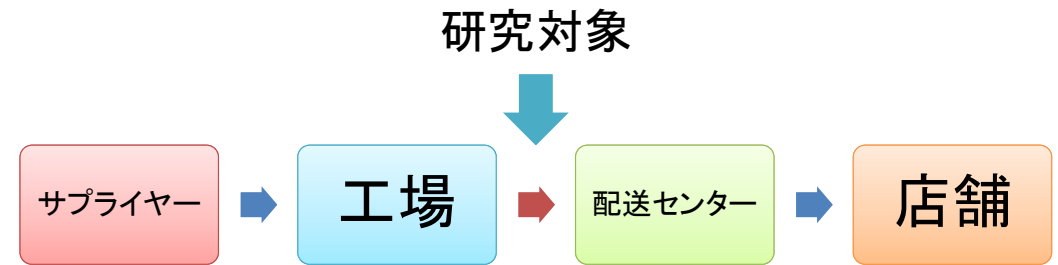 研究対象
サプライヤー
工場
配送センター
店舗